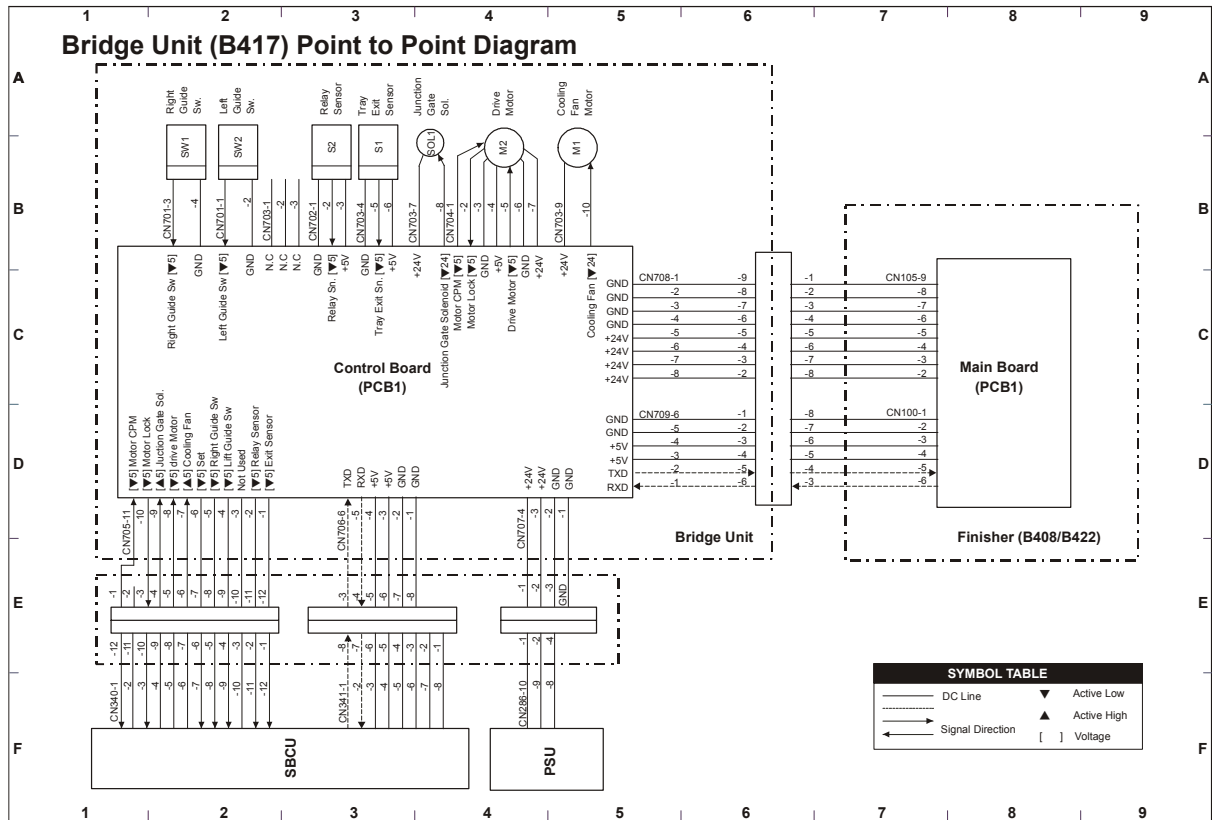 1 2 3 4 5 6 7 8 9
Bridge Unit (B417) Point to Point Diagram
A A
B B
C C
D D
E E
F F
Right
Guide
Sw.
Left
Guide
Sw.
Relay
Sensor
Tray
Exit
Sensor
Junction
Gate
Sol.
Drive
Motor
Cooling
Fan
Motor
SW1
SW2
S2
S1
SOL1
M2
M1
CN701-3
-4
CN701-1
-2
CN703-1
-2
-3
CN702-1
-2
-3
CN703-4
-5
-6
CN703-7
-8
CN704-1
-2
-3
-4
-5
-6
-7
CN703-9
-10
Right Guide Sw [▼5]
GND
Left Guide Sw [▼5]
GND
N.C
N.C
N.C
GND
Relay Sn. [▼5]
+5V
GND
Tray Exit Sn. [▼5]
+5V
+24V
Junction Gate Solenoid [▼24]
Motor CPM [▼5]
Motor Lock [▼5]
GND
+5V
Drive Motor [▼5]
GND
+24V
+24V
Cooling Fan [▼24]
Control Board
(PCB1)
GND CN708-1 -9 -1 CN105-9
GND -2 -8 -2 -8
GND -3 -7 -3 -7
GND -4 -6 -4 -6
+24V -5 -5 -5 -5
+24V -6 -4 -6 -4
+24V -7 -3 -7 -3
+24V -8 -2 -8 -2
GND CN709-6 -1 -8 CN100-1
GND -5 -2 -7 -2
+5V -4 -3 -6 -3
+5V -3 -4 -5 -4
TXD -2 -5 -4 -5
RXD -1 -6 -3 -6
Main Board
(PCB1)
Bridge Unit
Finisher (B408/B422)
[▼5] Motor CPM
[▼5] Motor Lock
[▲5] Juction Gate Sol.
[▼5] drive Motor
[▲5] Cooling Fan
[▼5] Set
[▼5] Right Guide Sw
[▼5] Lift Guide Sw
Not Used
[▼5] Relay Sensor
[▼5] Exit Sensor
TXD
RXD
+5V
+5V
GND
GND
+24V
+24V
GND
GND
CN705-11
-10
-9
-8
-7
-6
-5
-4
-3
-2
-1
CN706-6
-5
-4
-3
-2
-1
CN707-4
-3
-2
-1
-1
-2
-3
-4
-5
-6
-7
-8
-9
-10
-11
-12
-3
-4
-5
-6
-7
-8
-1
-2
-3
GND
-12
-11
-10
-9
-8
-7
-6
-5
-4
-3
-2
-1
-8
-7
-6
-5
-4
-3
-2
-1
-1
-2
-4
CN340-1
-2
-3
-4
-5
-6
-7
-8
-9
-10
-11
-12
CN341-1
-2
-3
-4
-5
-6
-7
-8
CN286-10
-9
-8
SBCU
PSU
SYMBOL TABLE
DC Line ▼ Active Low
▲ Active High
Signal Direction [ ] Voltage
1 2 3 4 5 6 7 8 9